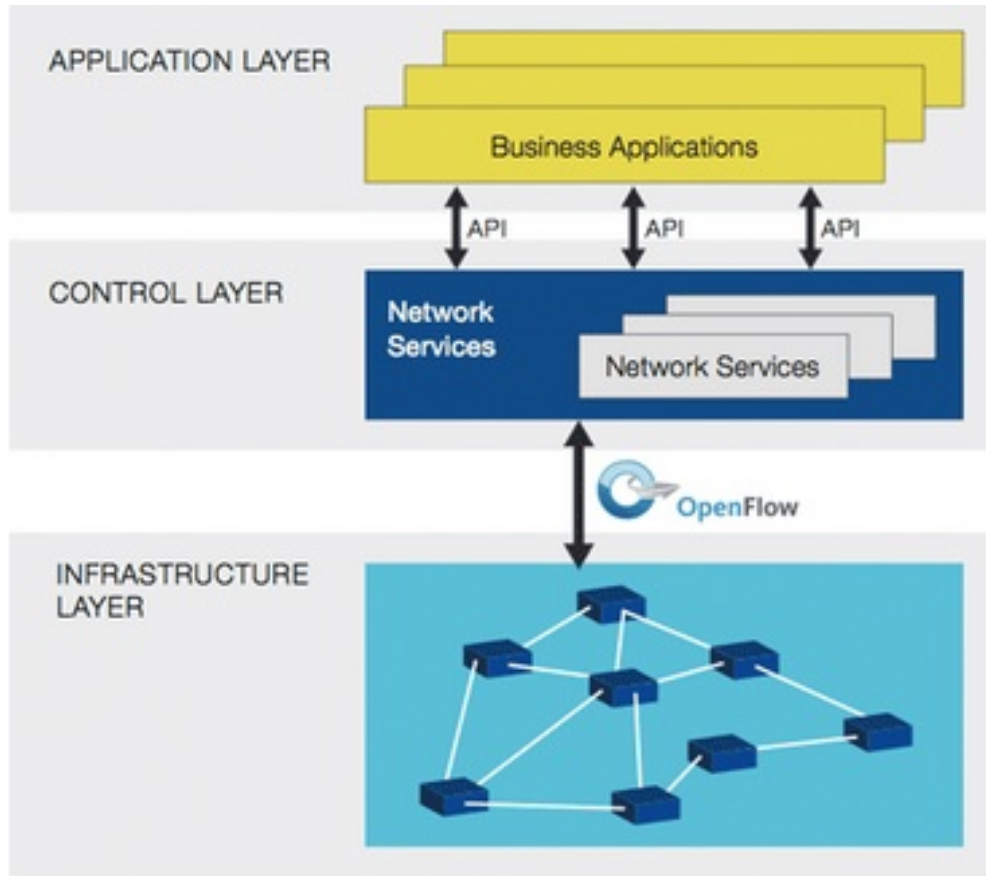 APPLICATION LAYER
Business Applications
API
API
API
CONTROL LAYER
Network
Services
Network Services
OpenFlow
INFRASTRUCTURE
LAYER